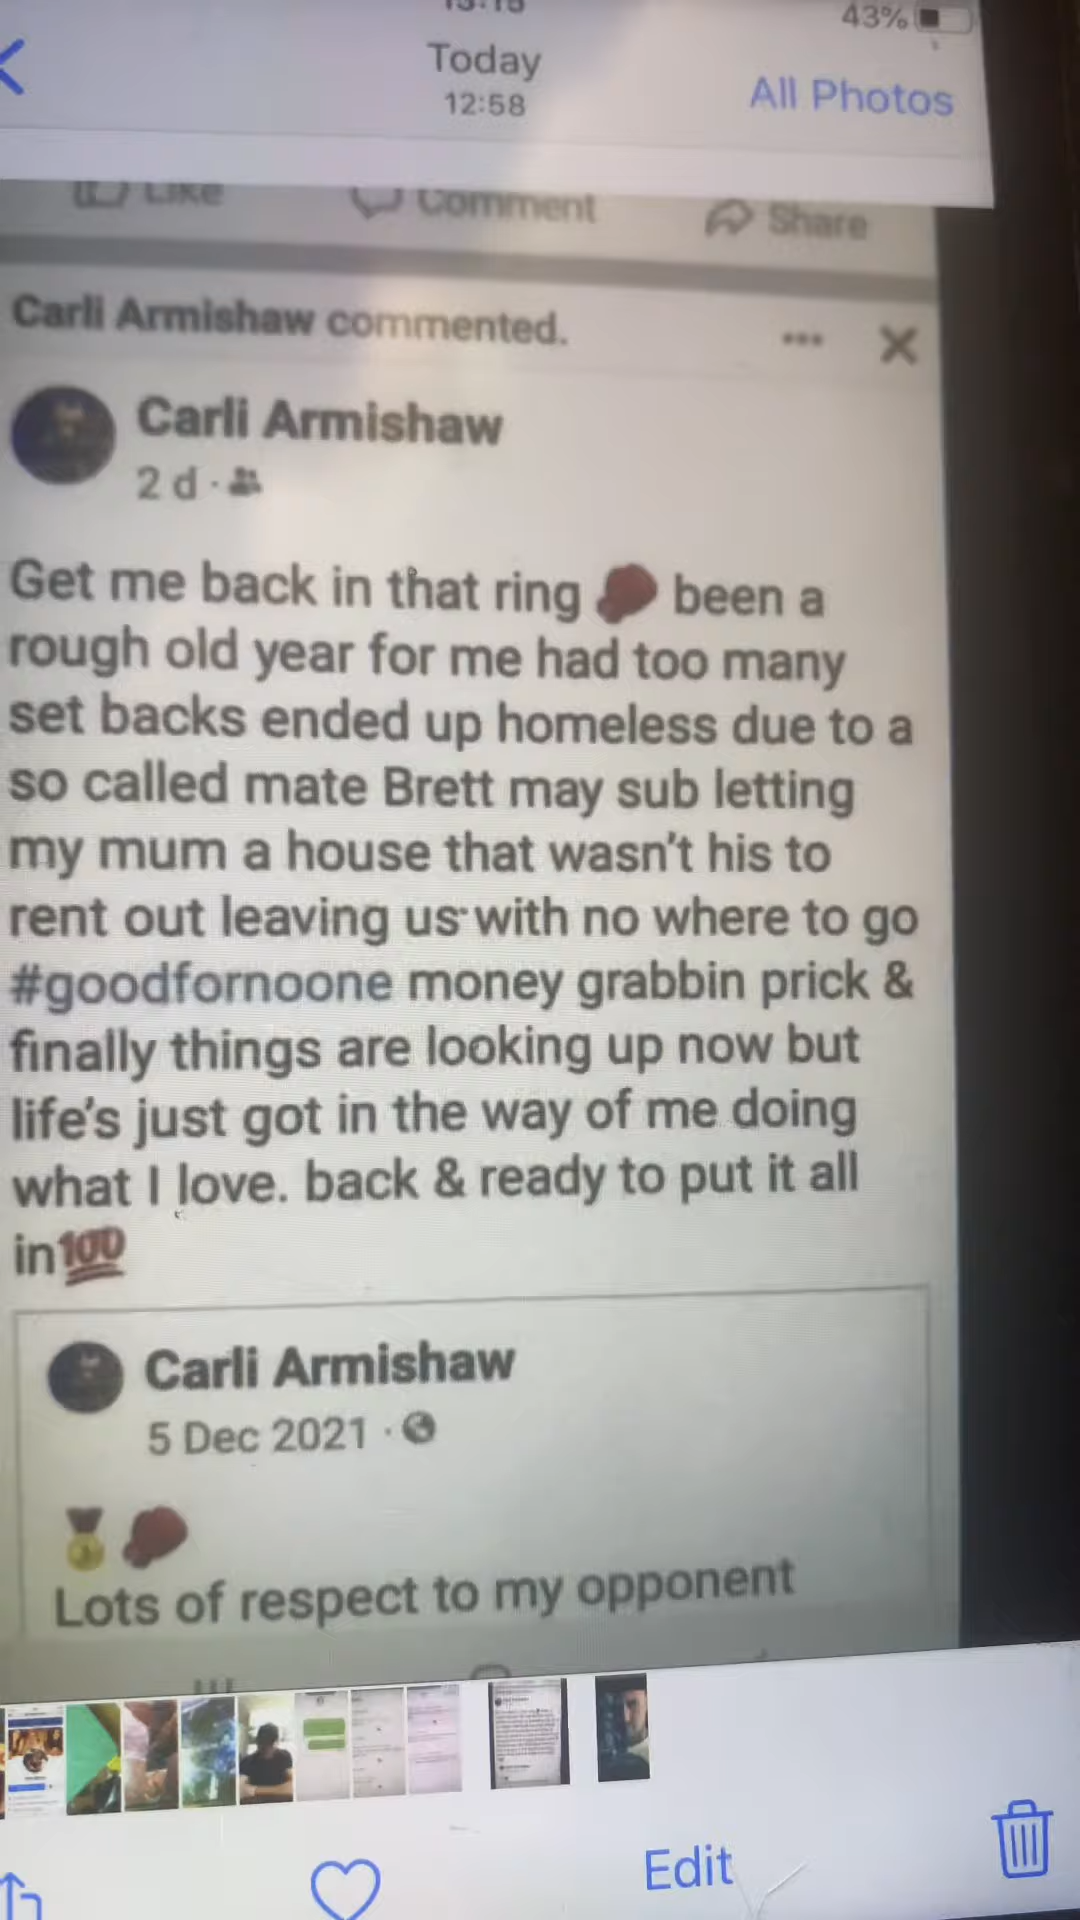 43%
Today
12:58
All Photos
Like
Comment
Share
Carli Armishaw commented.
Carli Armishaw
2 d
Get me back in that ring 🥊 been a
rough old year for me had too many
set backs ended up homeless due to a
so called mate Brett may sub letting
my mum a house that wasn't his to
rent out leaving us with no where to go
#goodfornoone money grabbin prick &
finally things are looking up now but
life's just got in the way of me doing
what I love. back & ready to put it all
in💯
Carli Armishaw
5 Dec 2021
🏅🥊
Lots of respect to my opponent
Edit